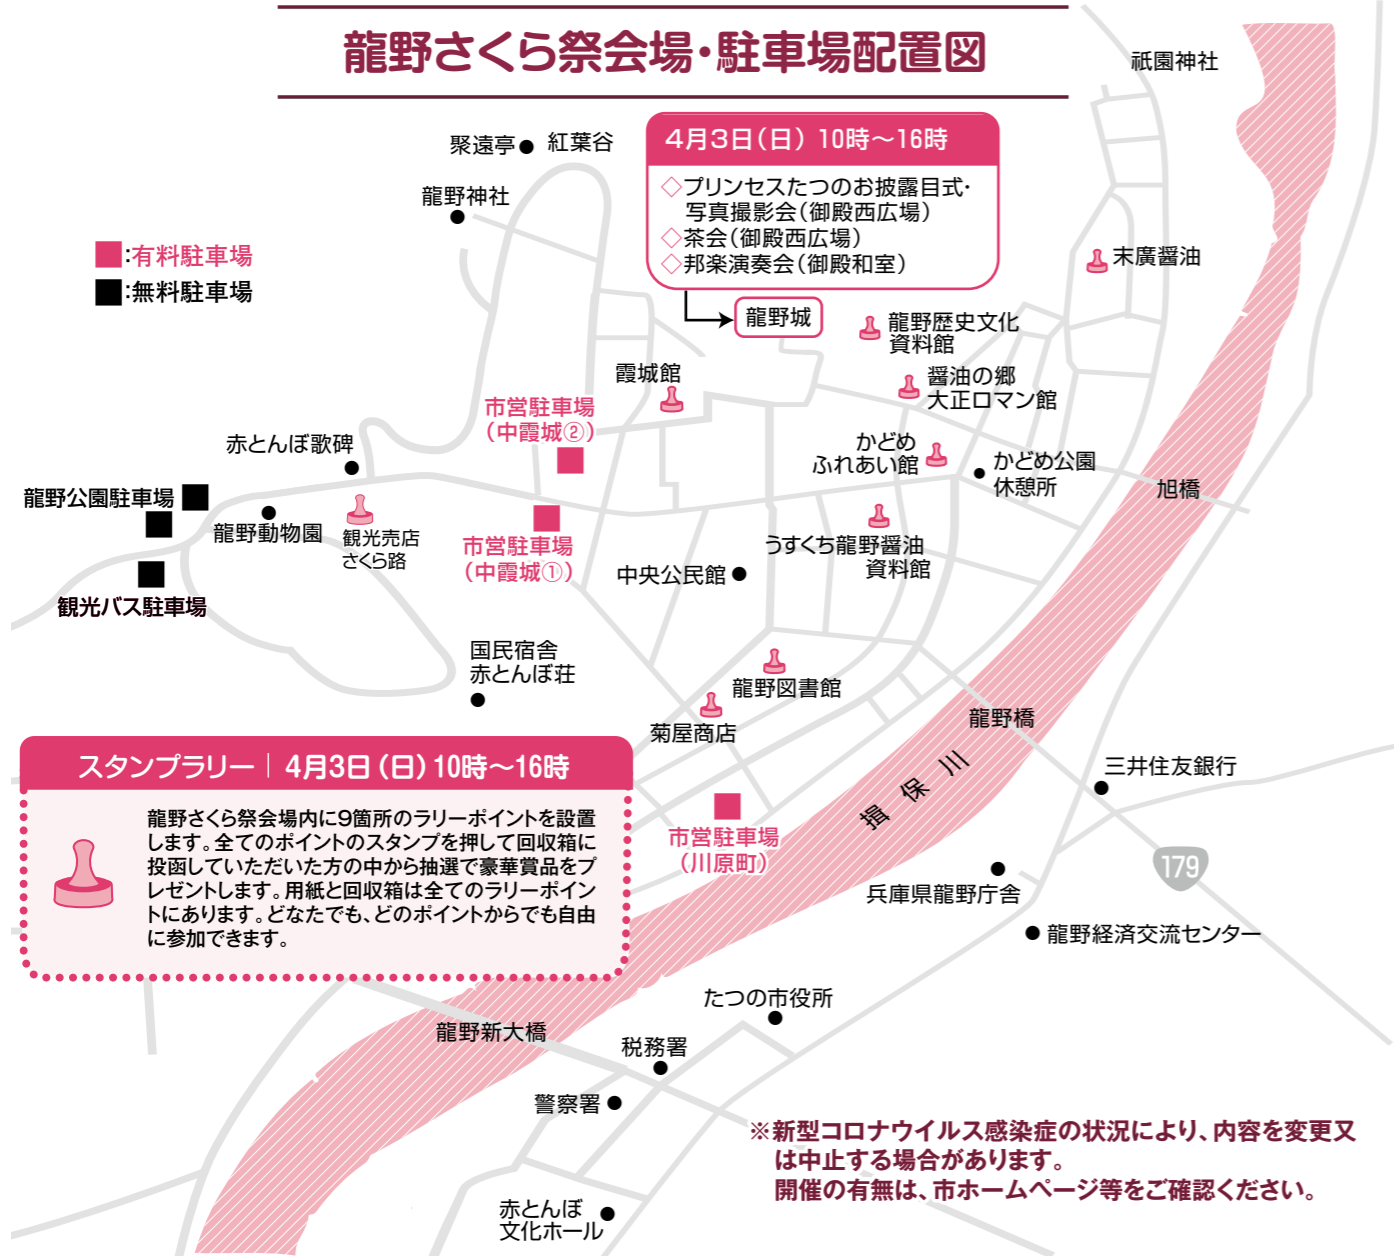 龍野さくら祭会場・駐車場配置図
祇園神社
聚遠亭
紅葉谷
龍野神社
4月3日(日) 10時～16時
◇プリンセスたつのお披露目式・
写真撮影会(御殿西広場)
◇茶会(御殿西広場)
◇邦楽演奏会(御殿和室)
■:有料駐車場
■:無料駐車場
龍野城
末廣醤油
龍野歴史文化
資料館
霞城館
醤油の郷
大正ロマン館
市営駐車場
(中霞城②)
赤とんぼ歌碑
かどめ
ふれあい館
かどめ公園
休憩所
旭橋
龍野公園駐車場
龍野動物園
観光売店
さくら路
市営駐車場
(中霞城①)
うすくち龍野醤油
資料館
中央公民館
観光バス駐車場
国民宿舎
赤とんぼ荘
龍野図書館
菊屋商店
龍野橋
三井住友銀行
揖保川
市営駐車場
(川原町)
179
兵庫県龍野庁舎
龍野経済交流センター
スタンプラリー｜4月3日(日)10時～16時
龍野さくら祭会場内に9箇所のラリーポイントを設置
します。全てのポイントのスタンプを押して回収箱に
投函していただいた方の中から抽選で豪華賞品をプ
レゼントします。用紙と回収箱は全てのラリーポイン
トにあります。どなたでも、どのポイントからでも自由
に参加できます。
たつの市役所
龍野新大橋
税務署
警察署
赤とんぼ
文化ホール
※新型コロナウイルス感染症の状況により、内容を変更又
は中止する場合があります。
開催の有無は、市ホームページ等をご確認ください。